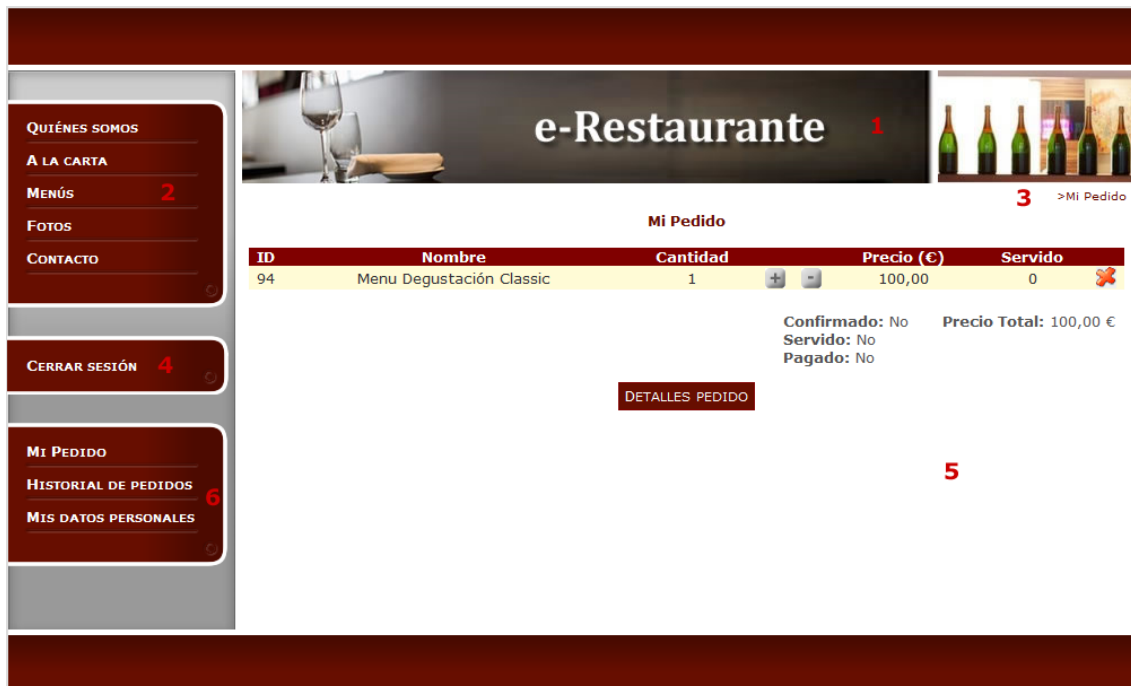 e-Restaurante 1
QUIÉNES SOMOS
A LA CARTA
MENÚS 2
FOTOS
CONTACTO
CERRAR SESIÓN 4
MI PEDIDO
HISTORIAL DE PEDIDOS 6
MIS DATOS PERSONALES
3 >Mi Pedido
Mi Pedido
ID Nombre Cantidad Precio (€) Servido
94 Menu Degustación Classic 1 + - 100,00 0
Confirmado: No Precio Total: 100,00 €
Servido: No
Pagado: No
DETALLES PEDIDO
5